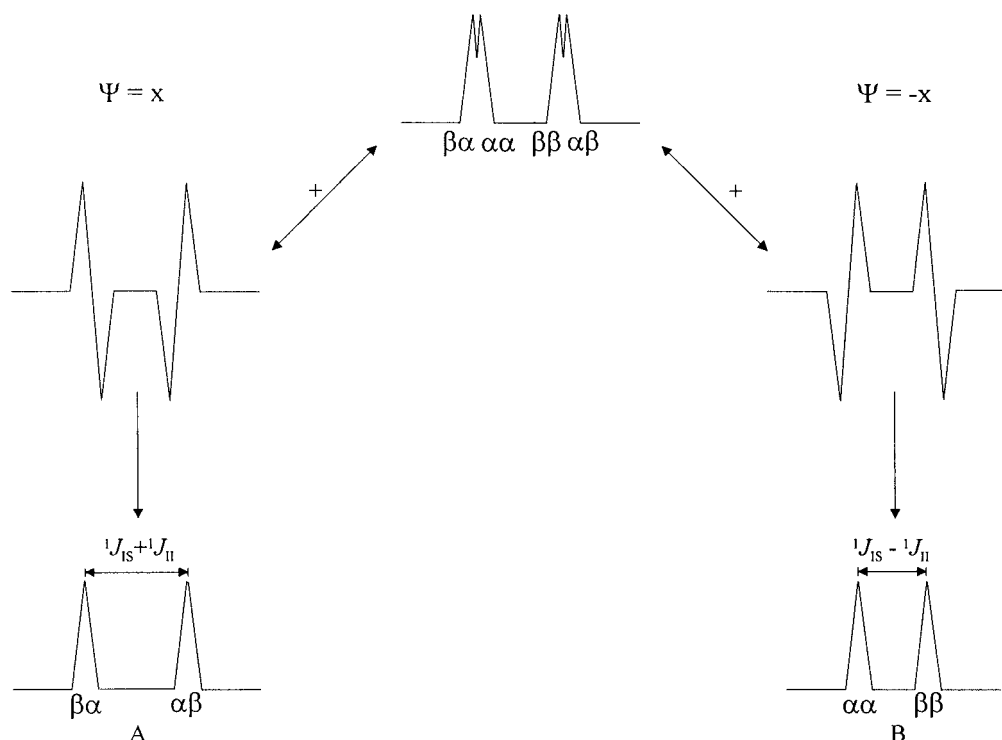 Ψ = x
Ψ = -x
βα αα ββ αβ
+
+
¹J_IS+¹J_II
¹J_IS - ¹J_II
βα αβ
αα ββ
A
B